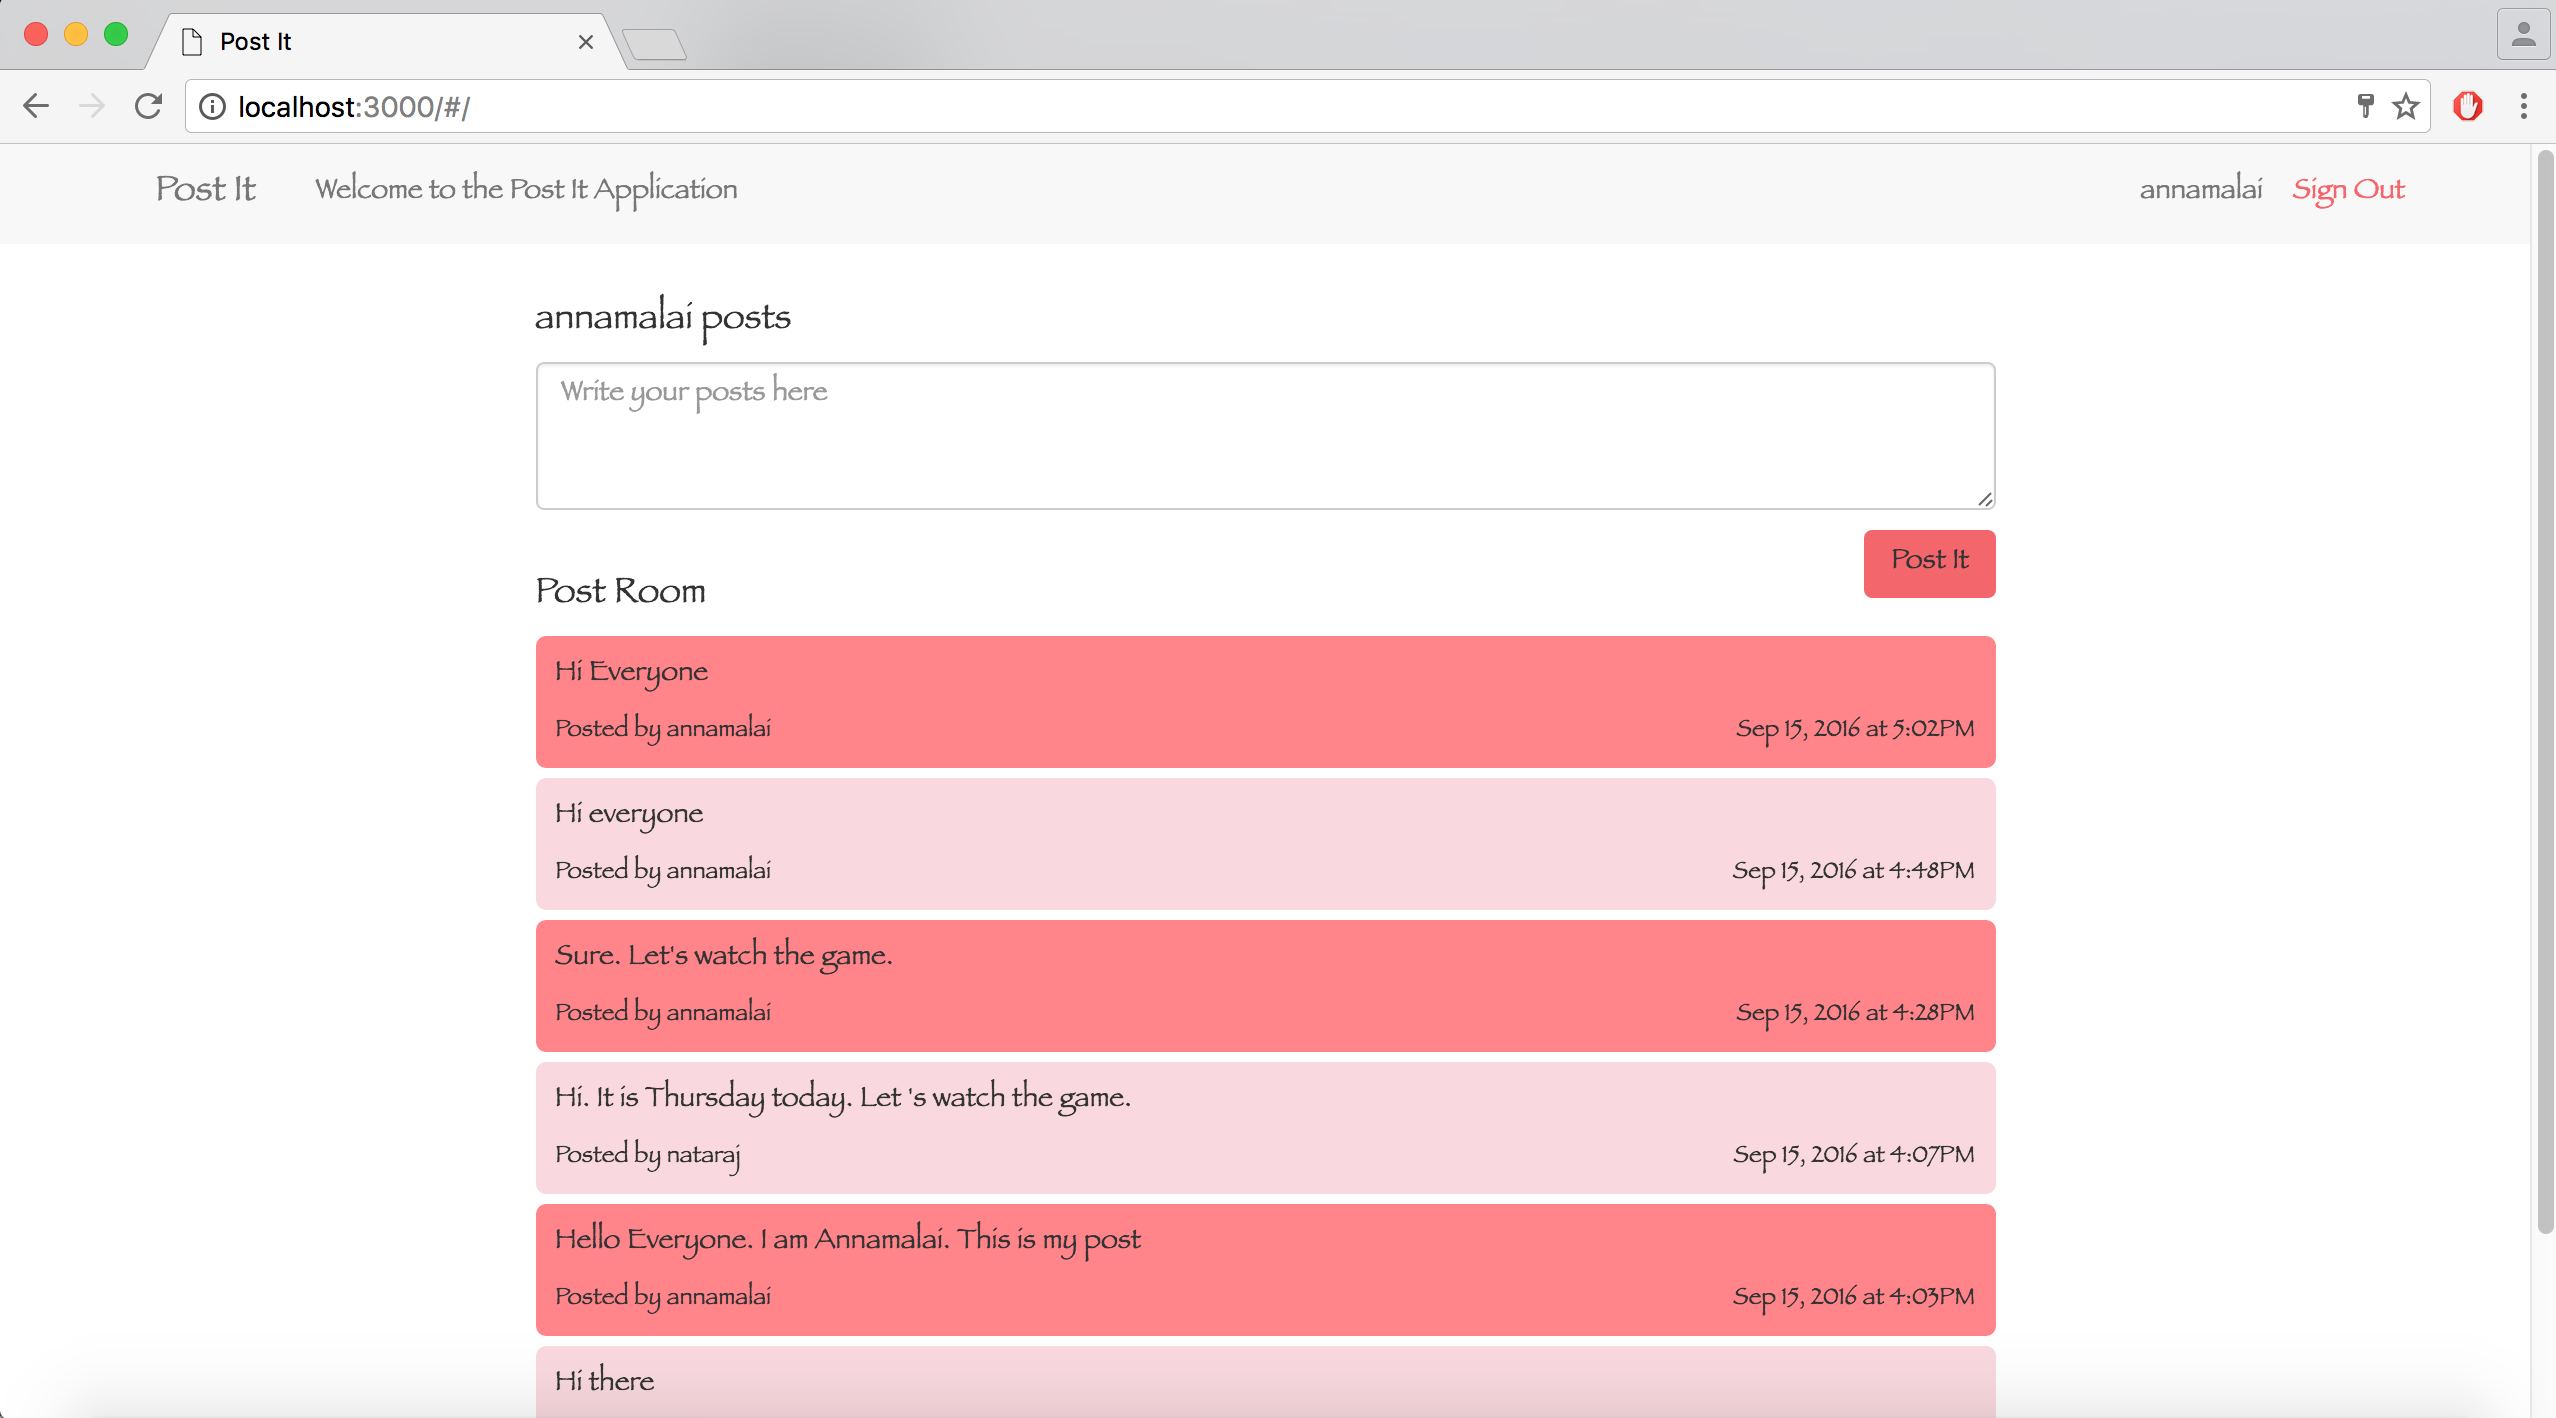 Post It
localhost:3000/#/
Post It Welcome to the Post It Application annamalai Sign Out
annamalai posts
Write your posts here
Post It
Post Room
Hi Everyone
Posted by annamalai Sep 15, 2016 at 5:02PM
Hi everyone
Posted by annamalai Sep 15, 2016 at 4:48PM
Sure. Let's watch the game.
Posted by annamalai Sep 15, 2016 at 4:28PM
Hi. It is Thursday today. Let 's watch the game.
Posted by nataraj Sep 15, 2016 at 4:07PM
Hello Everyone. I am Annamalai. This is my post
Posted by annamalai Sep 15, 2016 at 4:03PM
Hi there